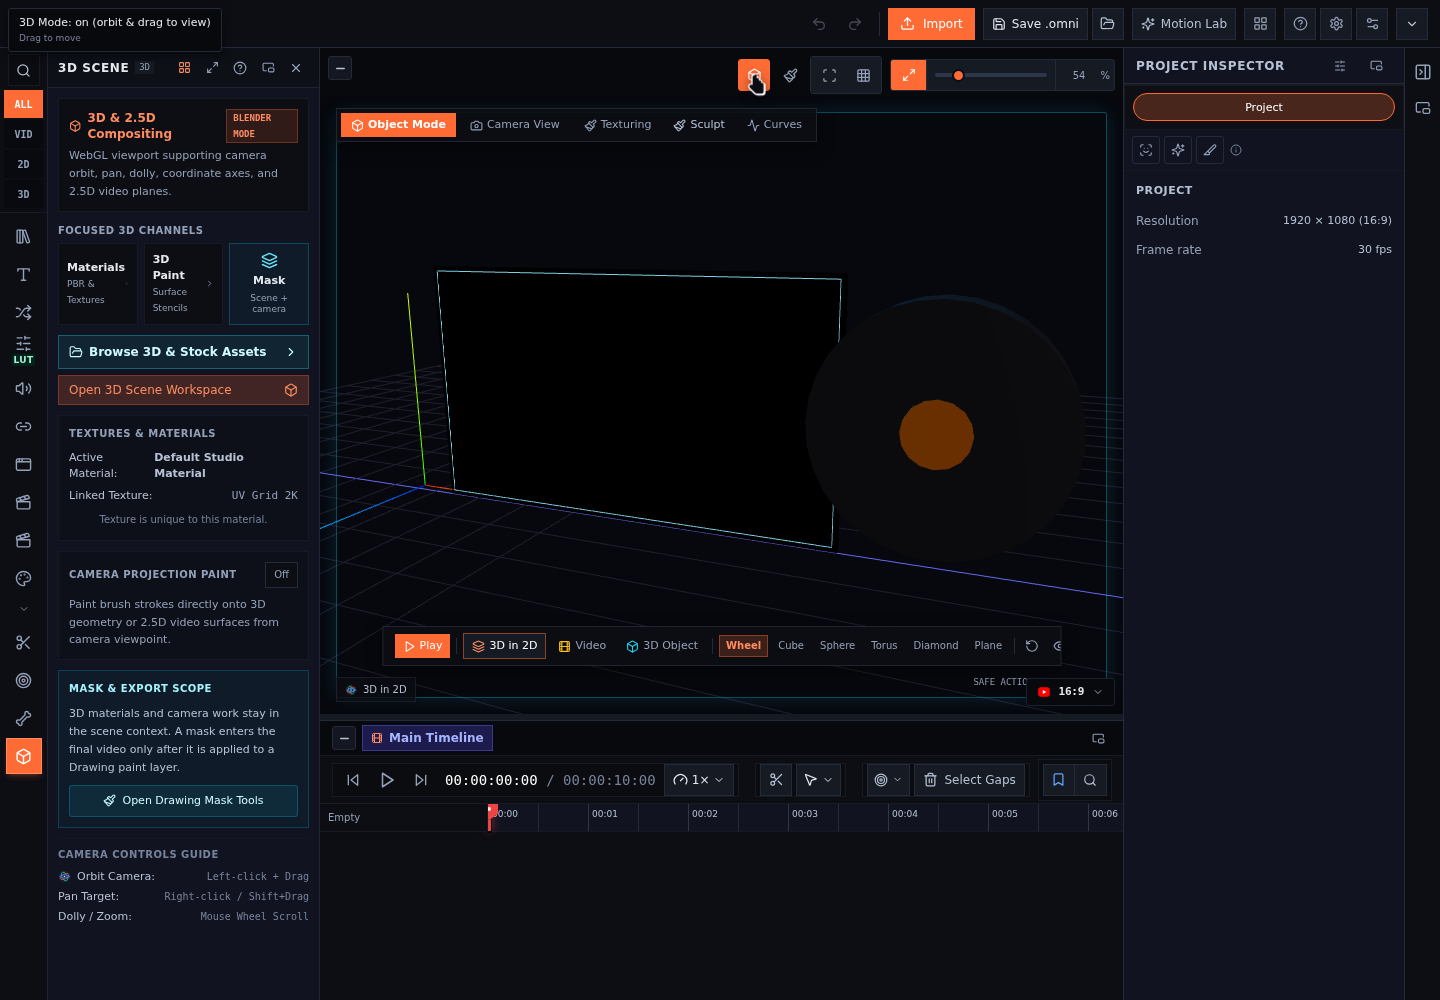 3D Mode: on (orbit & drag to view)
Drag to move
Import
Save .omni
Motion Lab
3D SCENE 3D
ALL
VID
2D
3D
LUT
3D & 2.5D Compositing
BLENDER MODE
WebGL viewport supporting camera
orbit, pan, dolly, coordinate axes, and
2.5D video planes.
FOCUSED 3D CHANNELS
Materials
PBR &
Textures
3D
Paint
Surface
Stencils
Mask
Scene +
camera
Browse 3D & Stock Assets
Open 3D Scene Workspace
TEXTURES & MATERIALS
Active Material:
Default Studio Material
Linked Texture:
UV Grid 2K
Texture is unique to this material.
CAMERA PROJECTION PAINT
Off
Paint brush strokes directly onto 3D
geometry or 2.5D video surfaces from
camera viewpoint.
MASK & EXPORT SCOPE
3D materials and camera work stay in
the scene context. A mask enters the
final video only after it is applied to a
Drawing paint layer.
Open Drawing Mask Tools
CAMERA CONTROLS GUIDE
Orbit Camera: Left-click + Drag
Pan Target: Right-click / Shift+Drag
Dolly / Zoom: Mouse Wheel Scroll
54 %
Object Mode
Camera View
Texturing
Sculpt
Curves
Play
3D in 2D
Video
3D Object
Wheel
Cube
Sphere
Torus
Diamond
Plane
3D in 2D
SAFE ACTIO
16:9
Main Timeline
00:00:00:00 / 00:00:10:00
1×
Select Gaps
Empty
00:00
00:01
00:02
00:03
00:04
00:05
00:06
PROJECT INSPECTOR
Project
PROJECT
Resolution 1920 × 1080 (16:9)
Frame rate 30 fps